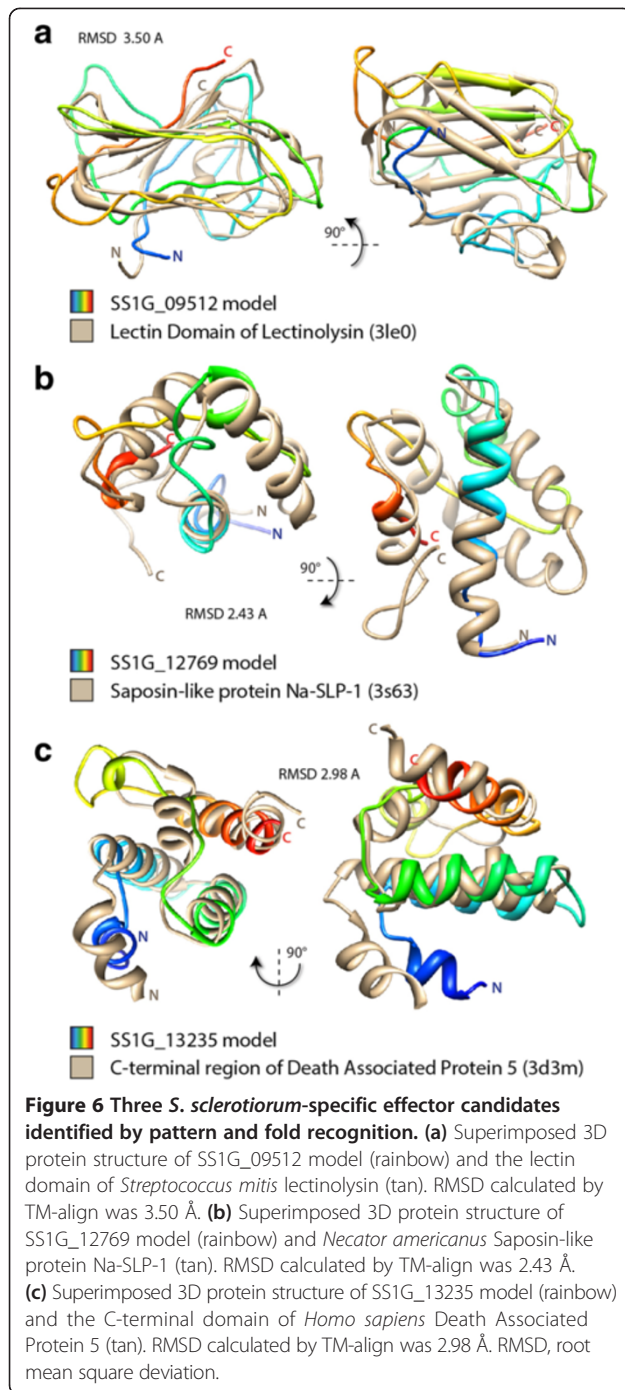 a
RMSD 3.50 A
C
C
N
N
90°
N
N
C
C
SS1G_09512 model
Lectin Domain of Lectinolysin (3le0)
b
C
N
N
C
90°
RMSD 2.43 A
C
C
N
N
SS1G_12769 model
Saposin-like protein Na-SLP-1 (3s63)
c
RMSD 2.98 A
C
C
N
N
90°
C
C
N
N
SS1G_13235 model
C-terminal region of Death Associated Protein 5 (3d3m)
Figure 6 Three S. sclerotiorum-specific effector candidates
identified by pattern and fold recognition. (a) Superimposed 3D
protein structure of SS1G_09512 model (rainbow) and the lectin
domain of Streptococcus mitis lectinolysin (tan). RMSD calculated by
TM-align was 3.50 Å. (b) Superimposed 3D protein structure of
SS1G_12769 model (rainbow) and Necator americanus Saposin-like
protein Na-SLP-1 (tan). RMSD calculated by TM-align was 2.43 Å.
(c) Superimposed 3D protein structure of SS1G_13235 model (rainbow)
and the C-terminal domain of Homo sapiens Death Associated
Protein 5 (tan). RMSD calculated by TM-align was 2.98 Å. RMSD, root
mean square deviation.